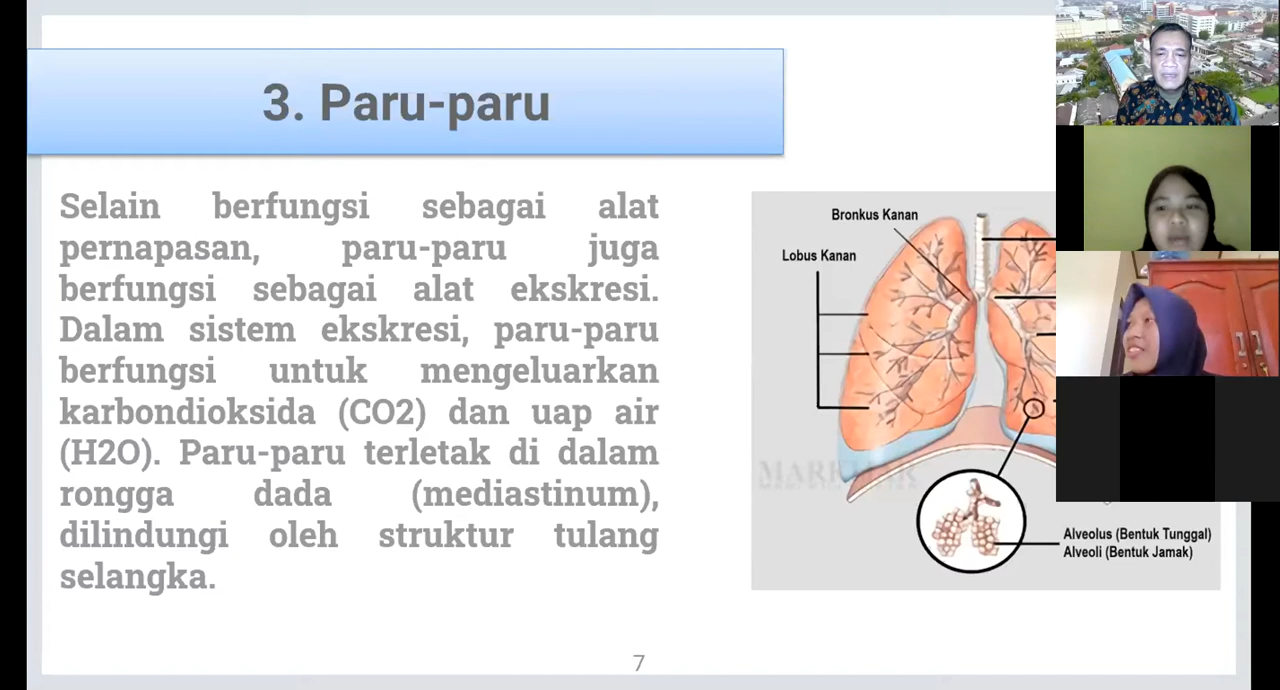 3. Paru-paru
Selain berfungsi sebagai alat
pernapasan, paru-paru juga
berfungsi sebagai alat ekskresi.
Dalam sistem ekskresi, paru-paru
berfungsi untuk mengeluarkan
karbondioksida (CO2) dan uap air
(H2O). Paru-paru terletak di dalam
rongga dada (mediastinum),
dilindungi oleh struktur tulang
selangka.
Bronkus Kanan
Lobus Kanan
Alveolus (Bentuk Tunggal)
Alveoli (Bentuk Jamak)
7